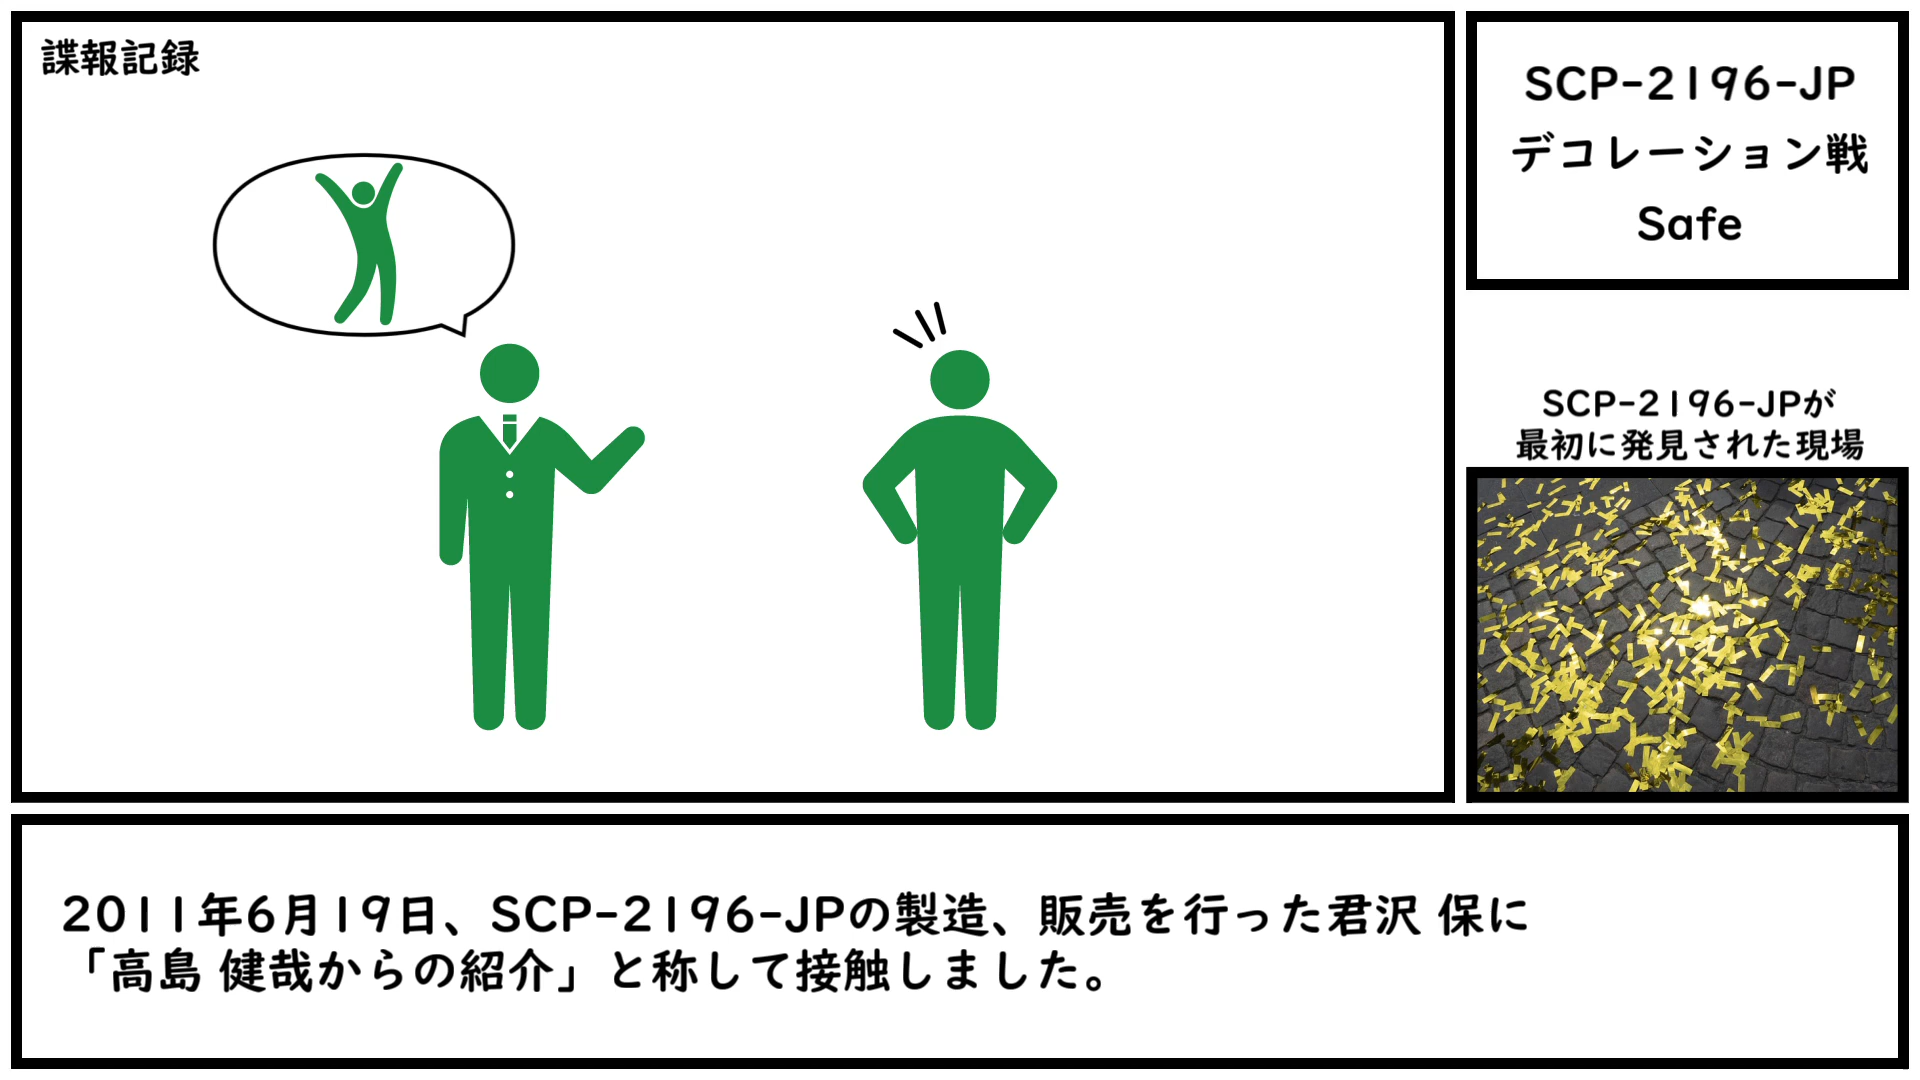 諜報記録
SCP-2196-JP
デコレーション戦
Safe
SCP-2196-JPが
最初に発見された現場
2011年6月19日、SCP-2196-JPの製造、販売を行った君沢 保に
「高島 健哉からの紹介」と称して接触しました。